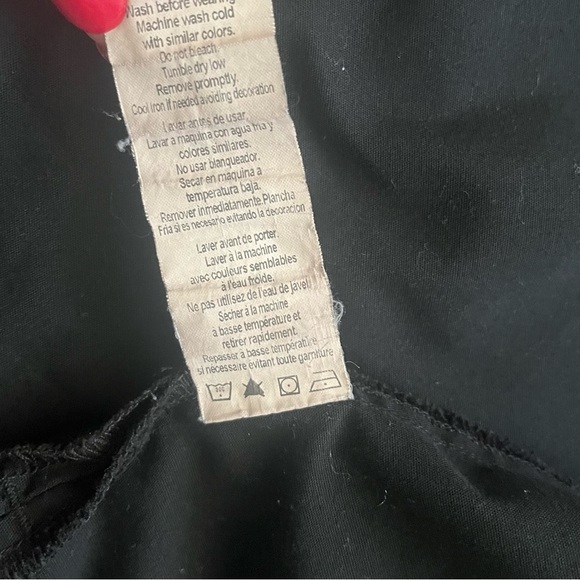 Wash before wearing
Machine wash cold
with similar colors.
Do not bleach.
Tumble dry low
Remove promptly.
Cool iron if needed avoiding decoration
Lavar antes de usar.
Lavar a maquina con agua fria y
colores similares.
No usar blanqueador.
Secar en maquina a
temperatura baja.
Remover inmediatamente.Plancha
Fria si es necesario evitando la decoracion
Laver avant de porter.
Laver à la machine
avec couleurs semblables
à l'eau froide.
Ne pas utilisez de l'eau de javel.
Sécher à la machine
à basse température et
retirer rapidement.
Repasser à basse température
si nécessaire évitant toute garniture